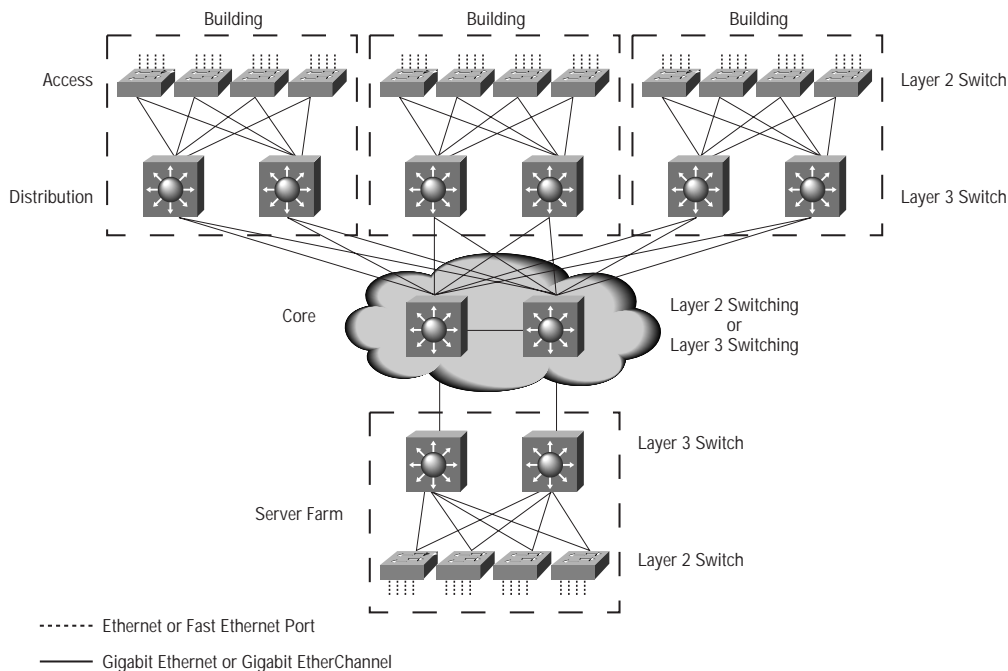 Building
Building
Building
Access
Layer 2 Switch
Distribution
Layer 3 Switch
Core
Layer 2 Switching
or
Layer 3 Switching
Layer 3 Switch
Server Farm
Layer 2 Switch
Ethernet or Fast Ethernet Port
Gigabit Ethernet or Gigabit EtherChannel